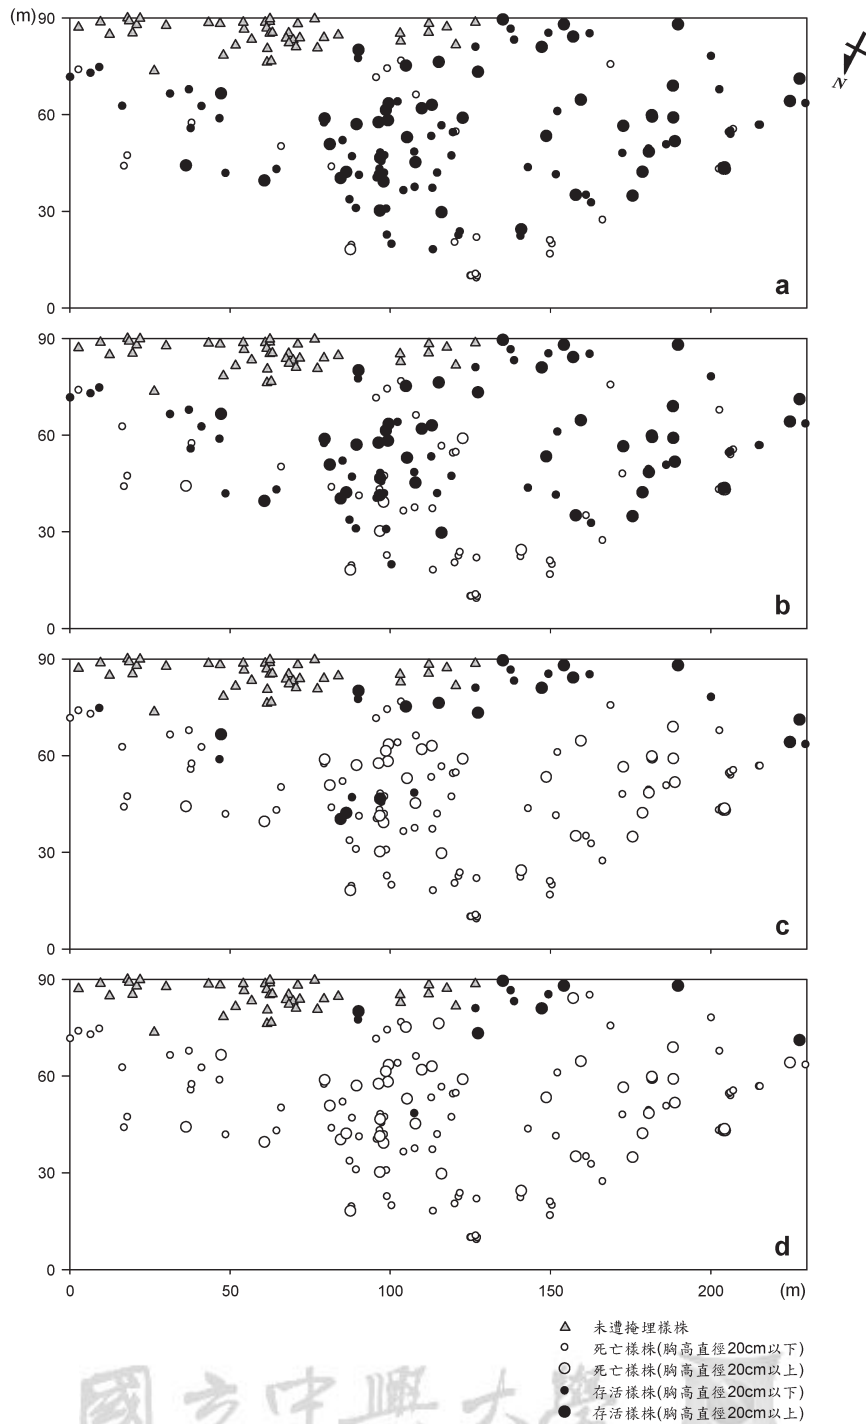 (m)
90
60
30
0
a
N
90
60
30
0
b
90
60
30
0
c
90
60
30
0
d
0 50 100 150 200 (m)
未遭掩埋樣株
死亡樣株(胸高直徑20cm以下)
死亡樣株(胸高直徑20cm以上)
存活樣株(胸高直徑20cm以下)
存活樣株(胸高直徑20cm以上)
國立中興大學